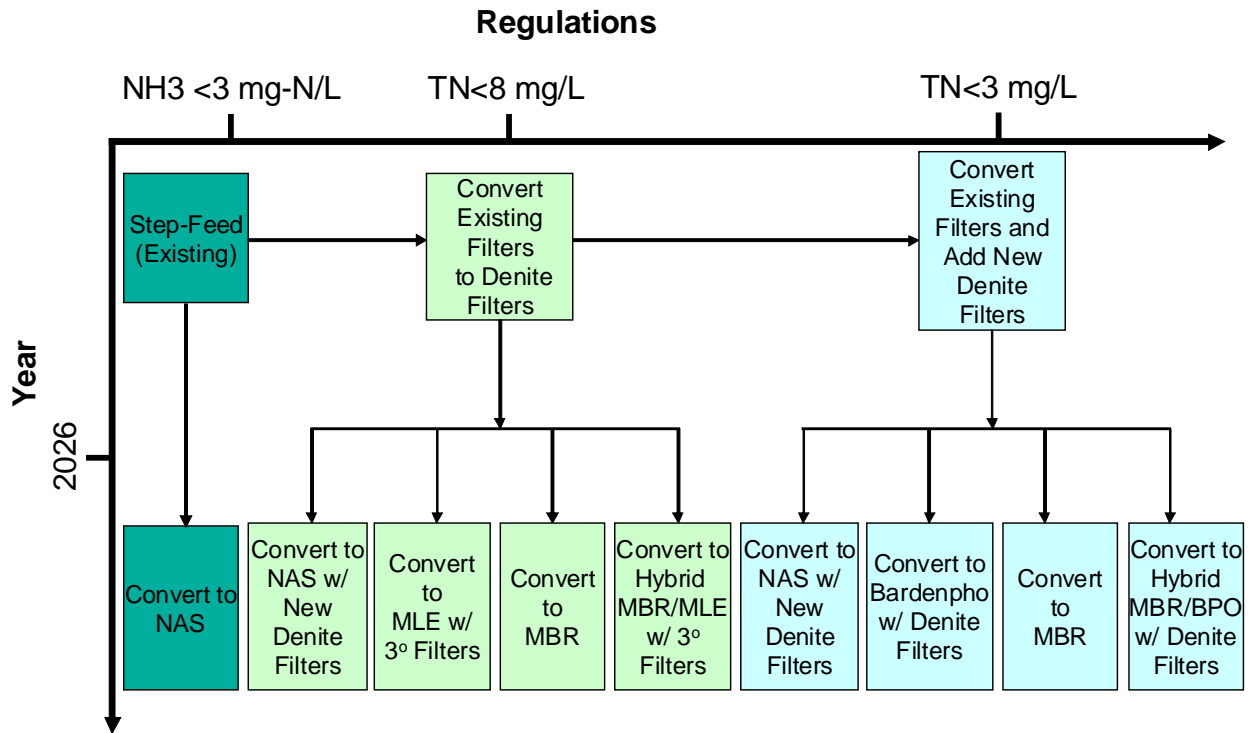 Regulations
NH3 <3 mg-N/L
TN<8 mg/L
TN<3 mg/L
Year
2026
Step-Feed
(Existing)
Convert
Existing
Filters
to Denite
Filters
Convert
Existing
Filters and
Add New
Denite
Filters
Convert to
NAS
Convert to
NAS w/
New
Denite
Filters
Convert
to
MLE w/
3º Filters
Convert
to
MBR
Convert to
Hybrid
MBR/MLE
w/ 3º
Filters
Convert to
NAS w/
New
Denite
Filters
Convert to
Bardenpho
w/ Denite
Filters
Convert
to
MBR
Convert to
Hybrid
MBR/BPO
w/ Denite
Filters